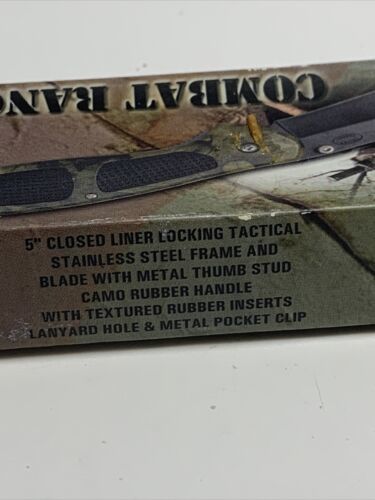 COMBAT RANG
5" CLOSED LINER LOCKING TACTICAL
STAINLESS STEEL FRAME AND
BLADE WITH METAL THUMB STUD
CAMO RUBBER HANDLE
WITH TEXTURED RUBBER INSERTS
LANYARD HOLE & METAL POCKET CLIP